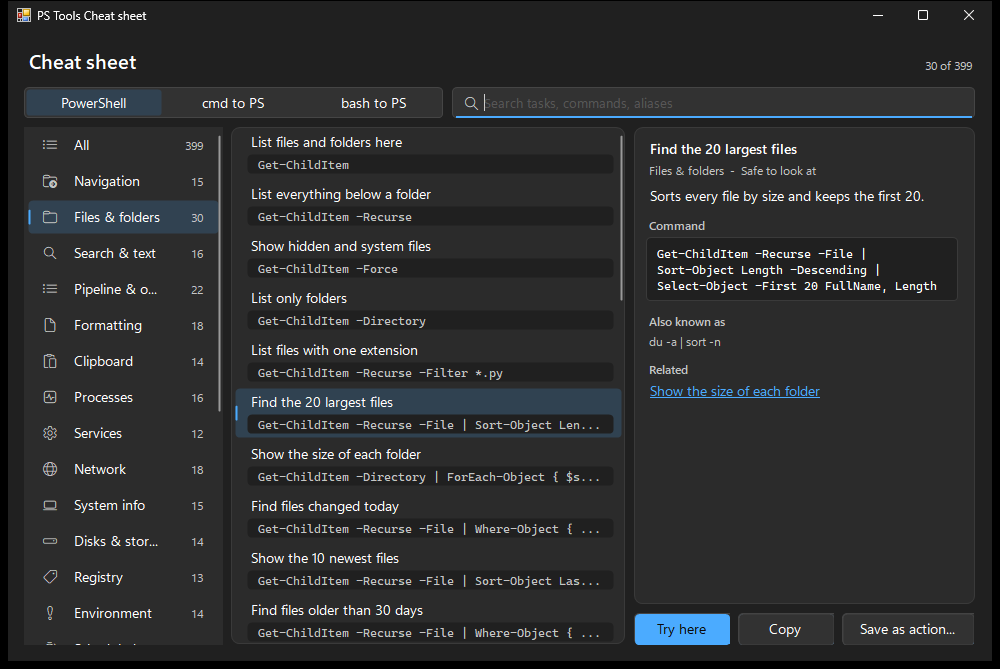 PS Tools Cheat sheet
Cheat sheet
30 of 399
PowerShell
cmd to PS
bash to PS
Search tasks, commands, aliases
All 399
Navigation 15
Files & folders 30
Search & text 16
Pipeline & o... 22
Formatting 18
Clipboard 14
Processes 16
Services 12
Network 18
System info 15
Disks & stor... 14
Registry 13
Environment 14
List files and folders here
Get-ChildItem
List everything below a folder
Get-ChildItem -Recurse
Show hidden and system files
Get-ChildItem -Force
List only folders
Get-ChildItem -Directory
List files with one extension
Get-ChildItem -Recurse -Filter *.py
Find the 20 largest files
Get-ChildItem -Recurse -File | Sort-Object Len...
Show the size of each folder
Get-ChildItem -Directory | ForEach-Object { $s...
Find files changed today
Get-ChildItem -Recurse -File | Where-Object { ...
Show the 10 newest files
Get-ChildItem -Recurse -File | Sort-Object Las...
Find files older than 30 days
Get-ChildItem -Recurse -File | Where-Object { ...
Find the 20 largest files
Files & folders - Safe to look at
Sorts every file by size and keeps the first 20.
Command
Get-ChildItem -Recurse -File |
Sort-Object Length -Descending |
Select-Object -First 20 FullName, Length
Also known as
du -a | sort -n
Related
Show the size of each folder
Try here
Copy
Save as action...